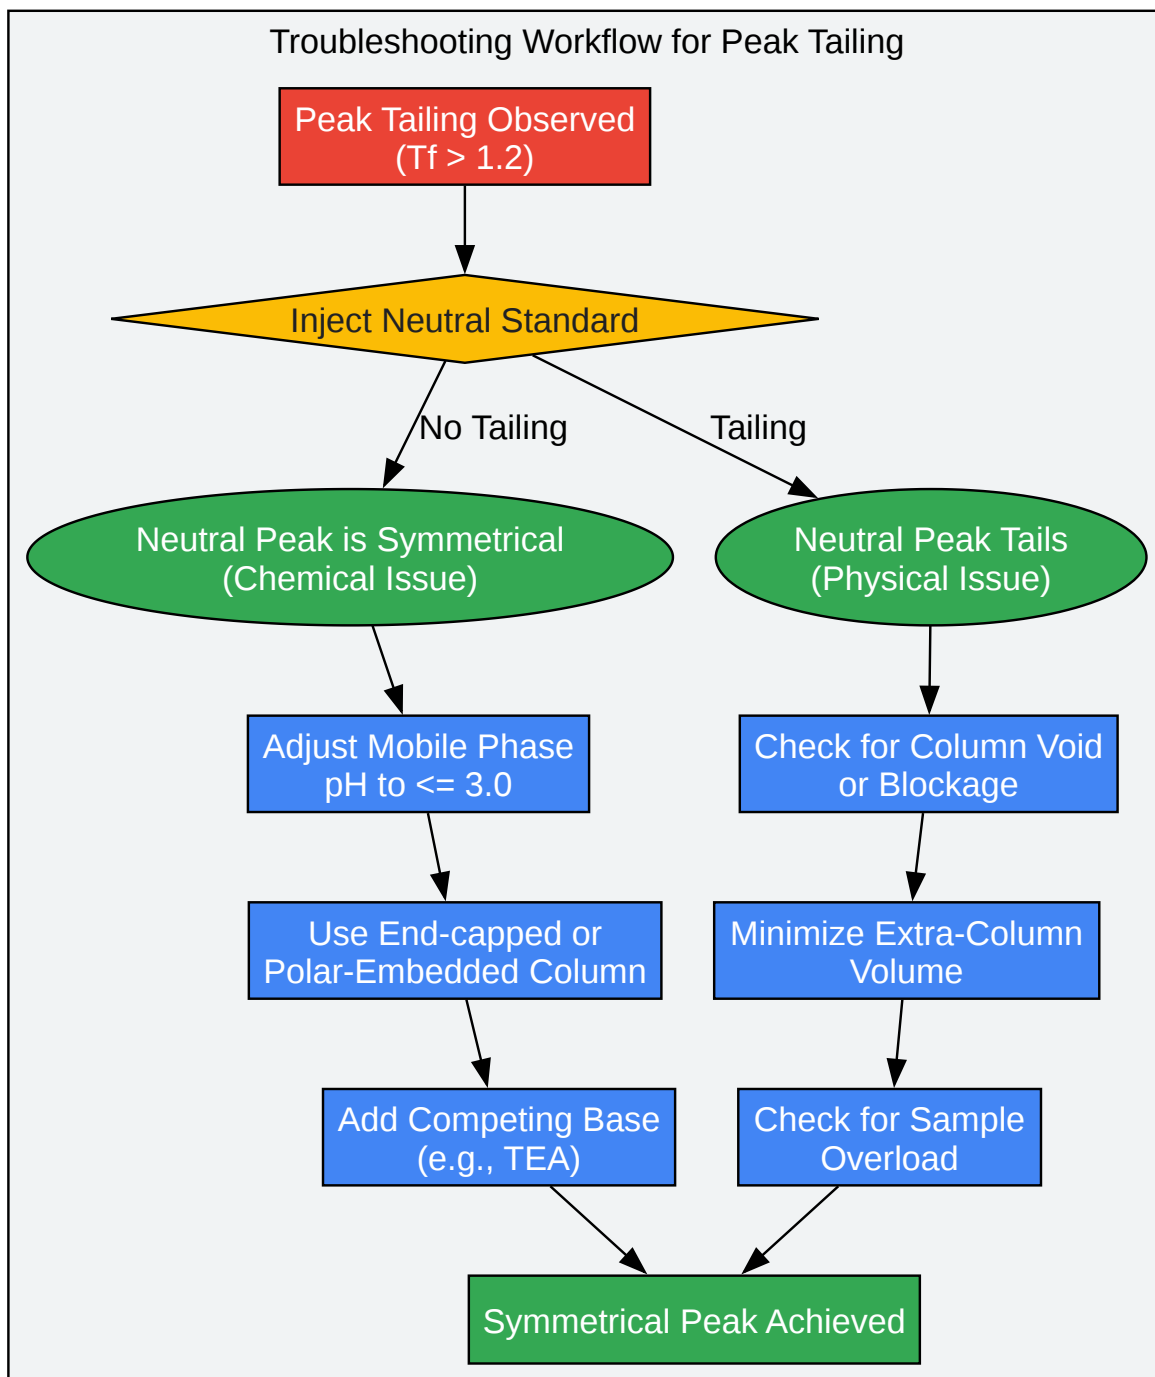 Troubleshooting Workflow for Peak Tailing
Peak Tailing Observed
(Tf > 1.2)
Inject Neutral Standard
No Tailing
Tailing
Neutral Peak is Symmetrical
(Chemical Issue)
Neutral Peak Tails
(Physical Issue)
Adjust Mobile Phase
pH to <= 3.0
Check for Column Void
or Blockage
Use End-capped or
Polar-Embedded Column
Minimize Extra-Column
Volume
Add Competing Base
(e.g., TEA)
Check for Sample
Overload
Symmetrical Peak Achieved